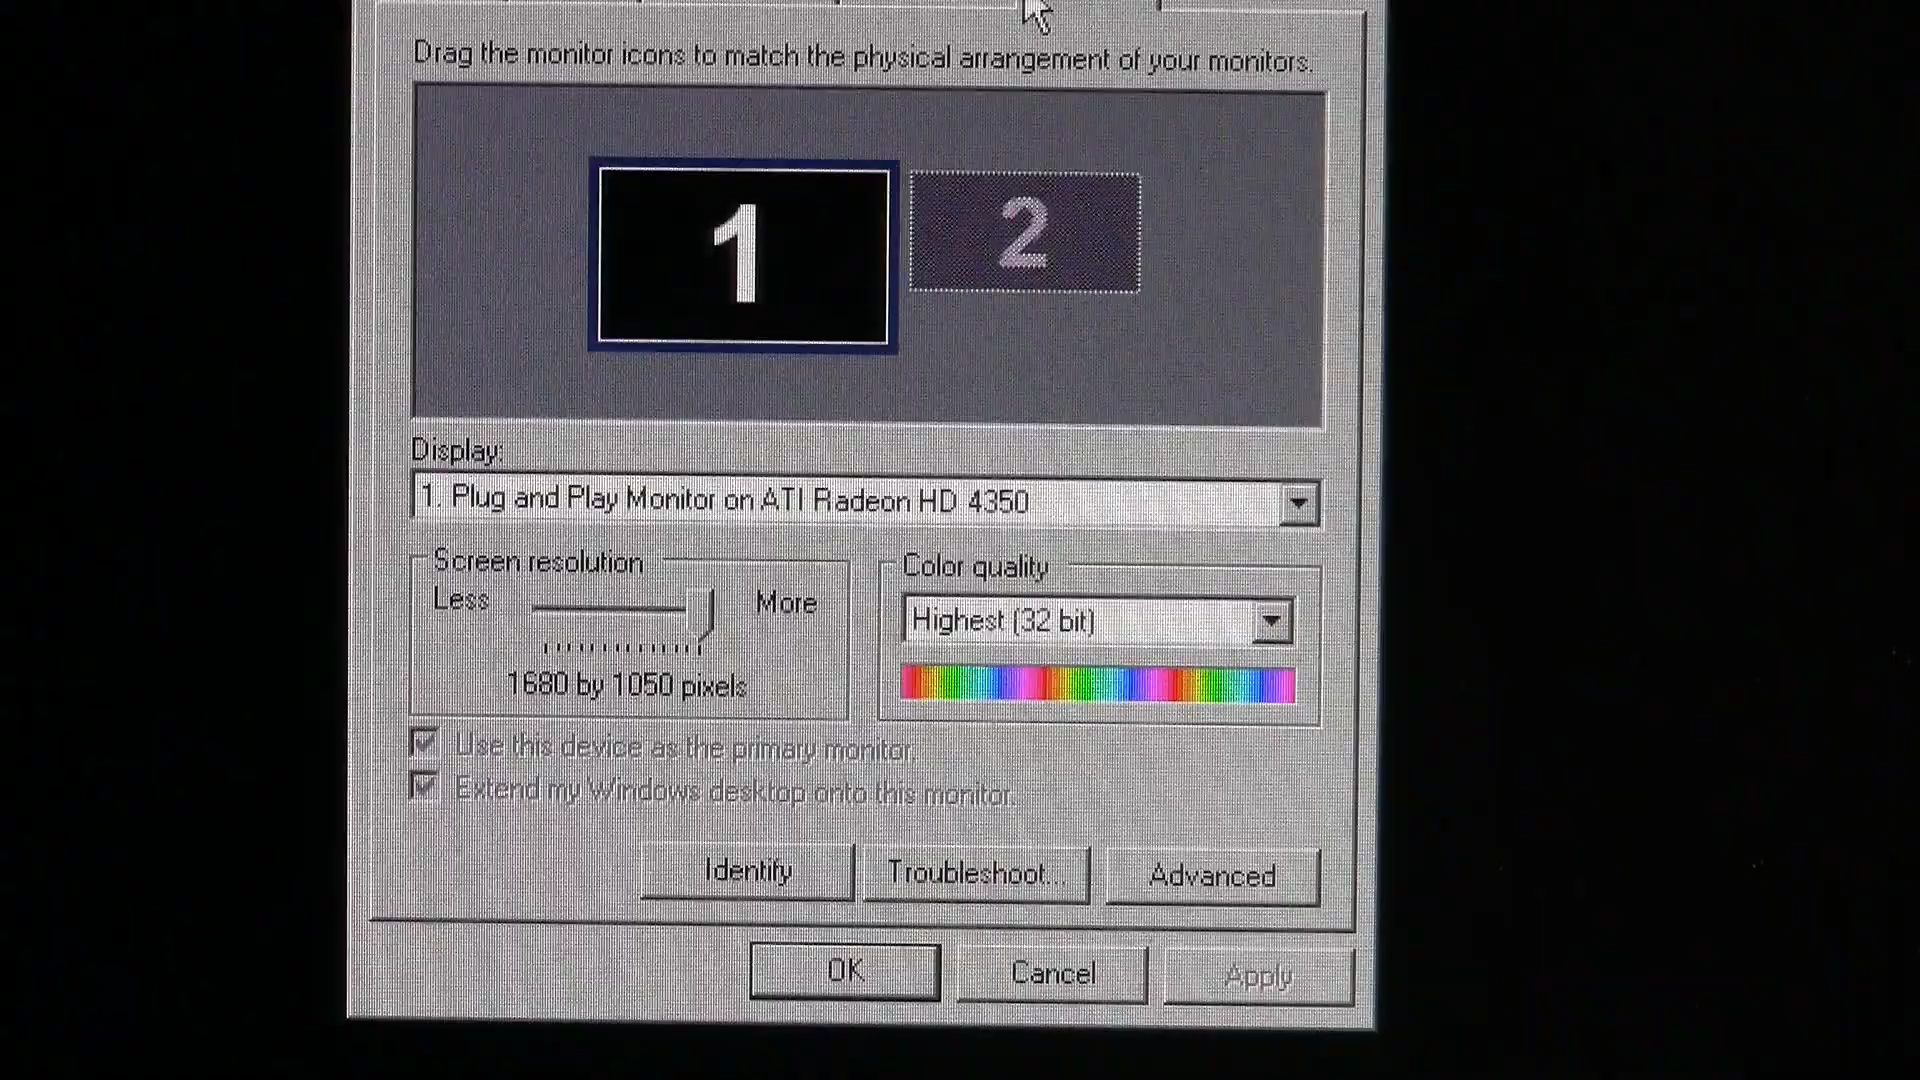 Drag the monitor icons to match the physical arrangement of your monitors.
1
2
Display:
1. Plug and Play Monitor on ATI Radeon HD 4350
Screen resolution
Less
More
1680 by 1050 pixels
Color quality
Highest (32 bit)
Use this device as the primary monitor.
Extend my Windows desktop onto this monitor.
Identify
Troubleshoot...
Advanced
OK
Cancel
Apply